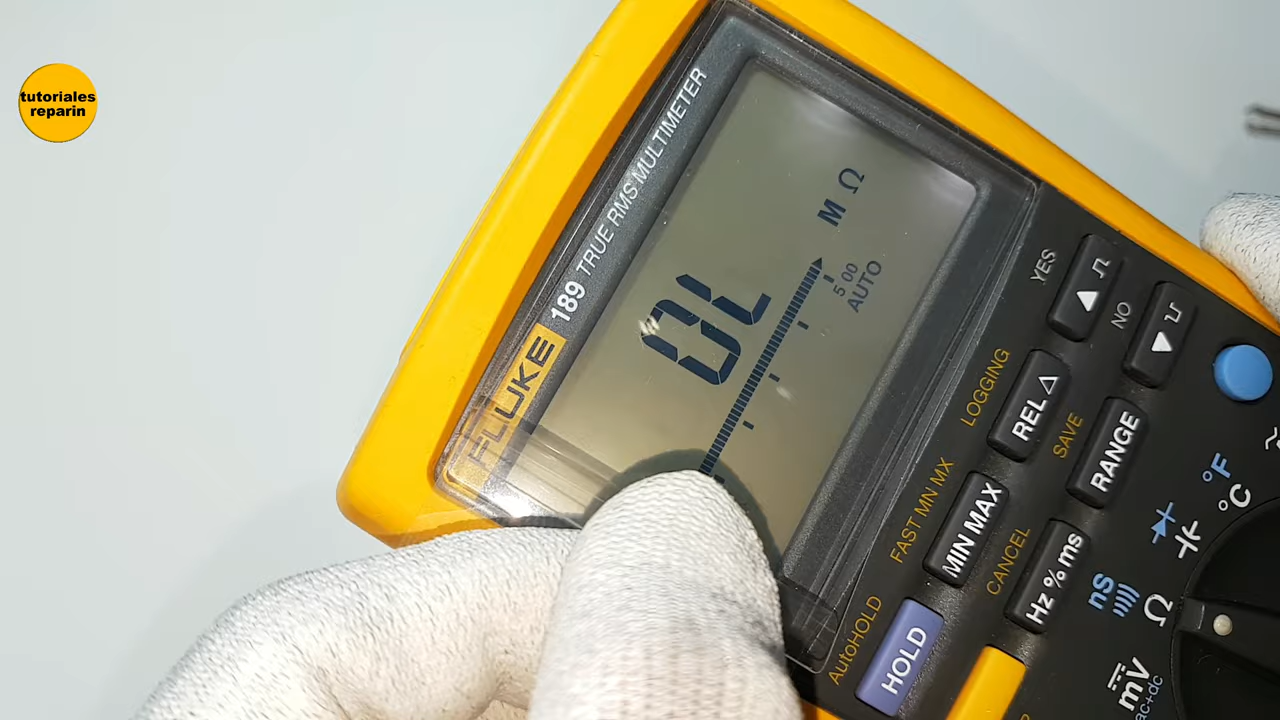 tutoriales
reparin
FLUKE 189 TRUE RMS MULTIMETER
OL
M Ω
5 00
AUTO
YES
NO
LOGGING
REL Δ
SAVE
RANGE
FAST MN MX
MIN MAX
CANCEL
Hz % ms
AutoHOLD
HOLD
°F
°C
nS
Ω
mV
ac+dc